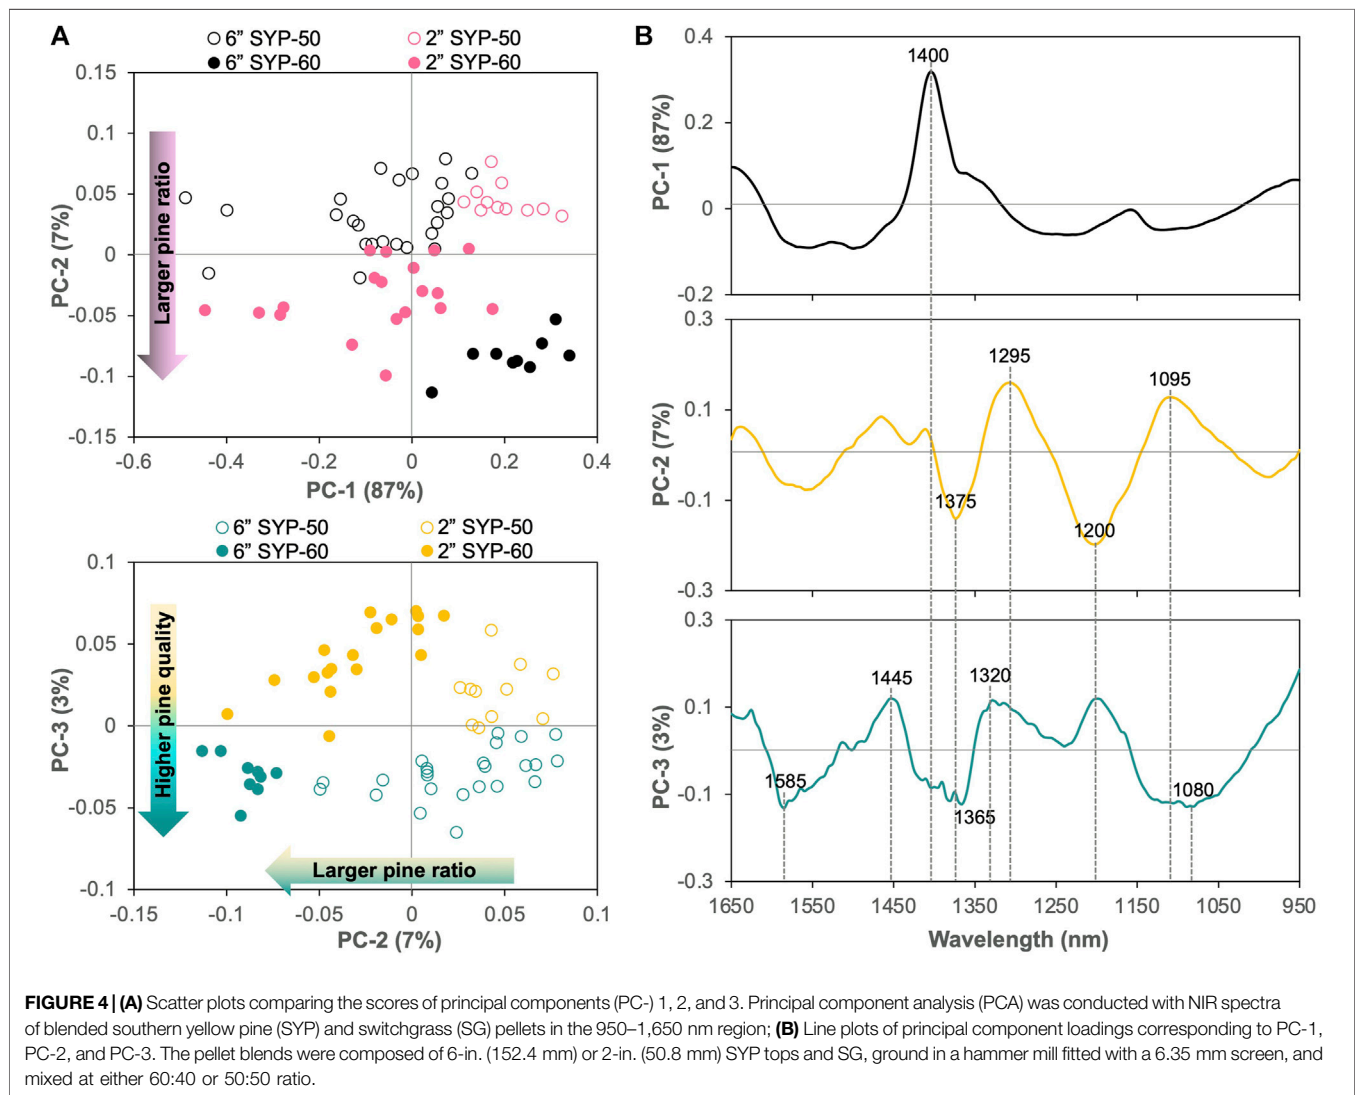 A
6” SYP-50
2” SYP-50
6” SYP-60
2” SYP-60
0.15
0.1
0.05
0
-0.05
-0.1
-0.15
PC-2 (7%)
Larger pine ratio
-0.6
-0.4
-0.2
0
0.2
0.4
PC-1 (87%)
6” SYP-50
2” SYP-50
6” SYP-60
2” SYP-60
0.1
0.05
0
-0.05
-0.1
PC-3 (3%)
Higher pine quality
Larger pine ratio
-0.15
-0.1
-0.05
0
0.05
0.1
PC-2 (7%)
B
0.4
0.2
0
-0.2
PC-1 (87%)
1400
0.3
0.1
-0.1
-0.3
PC-2 (7%)
1295
1095
1375
1200
0.3
0.1
-0.1
-0.3
PC-3 (3%)
1445
1320
1585
1365
1080
1650
1550
1450
1350
1250
1150
1050
950
Wavelength (nm)
FIGURE 4 | (A) Scatter plots comparing the scores of principal components (PC-) 1, 2, and 3. Principal component analysis (PCA) was conducted with NIR spectra
of blended southern yellow pine (SYP) and switchgrass (SG) pellets in the 950–1,650 nm region; (B) Line plots of principal component loadings corresponding to PC-1,
PC-2, and PC-3. The pellet blends were composed of 6-in. (152.4 mm) or 2-in. (50.8 mm) SYP tops and SG, ground in a hammer mill fitted with a 6.35 mm screen, and
mixed at either 60:40 or 50:50 ratio.